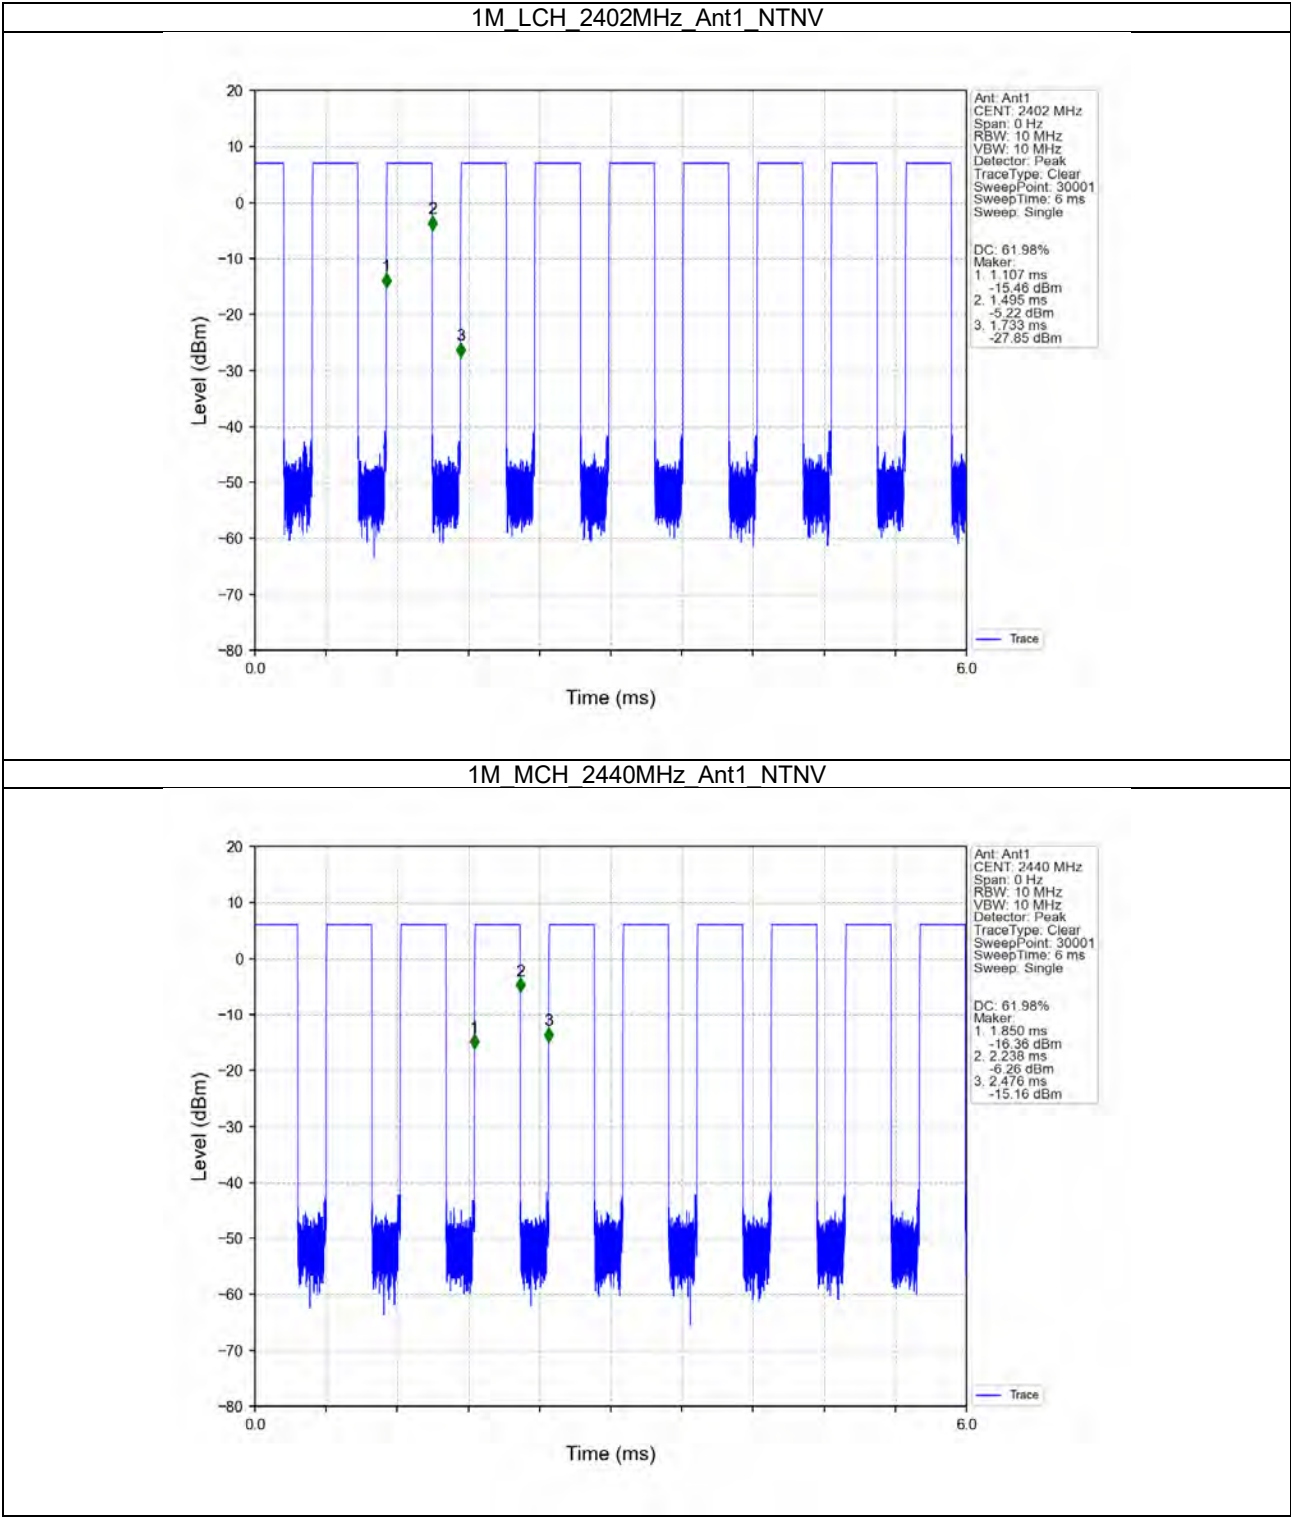 1M_LCH_2402MHz_Ant1_NTNV
20
10
0
−10
−20
−30
−40
−50
−60
−70
−80
Level (dBm)
1
2
3
0.0
6.0
Time (ms)
Ant: Ant1
CENT: 2402 MHz
Span: 0 Hz
RBW: 10 MHz
VBW: 10 MHz
Detector: Peak
TraceType: Clear
SweepPoint: 30001
SweepTime: 6 ms
Sweep: Single
DC: 61.98%
Maker:
1. 1.107 ms
-15.46 dBm
2. 1.495 ms
-5.22 dBm
3. 1.733 ms
-27.85 dBm
Trace
1M_MCH_2440MHz_Ant1_NTNV
20
10
0
−10
−20
−30
−40
−50
−60
−70
−80
Level (dBm)
1
2
3
0.0
6.0
Time (ms)
Ant: Ant1
CENT: 2440 MHz
Span: 0 Hz
RBW: 10 MHz
VBW: 10 MHz
Detector: Peak
TraceType: Clear
SweepPoint: 30001
SweepTime: 6 ms
Sweep: Single
DC: 61.98%
Maker:
1. 1.850 ms
-16.36 dBm
2. 2.238 ms
-6.26 dBm
3. 2.476 ms
-15.16 dBm
Trace